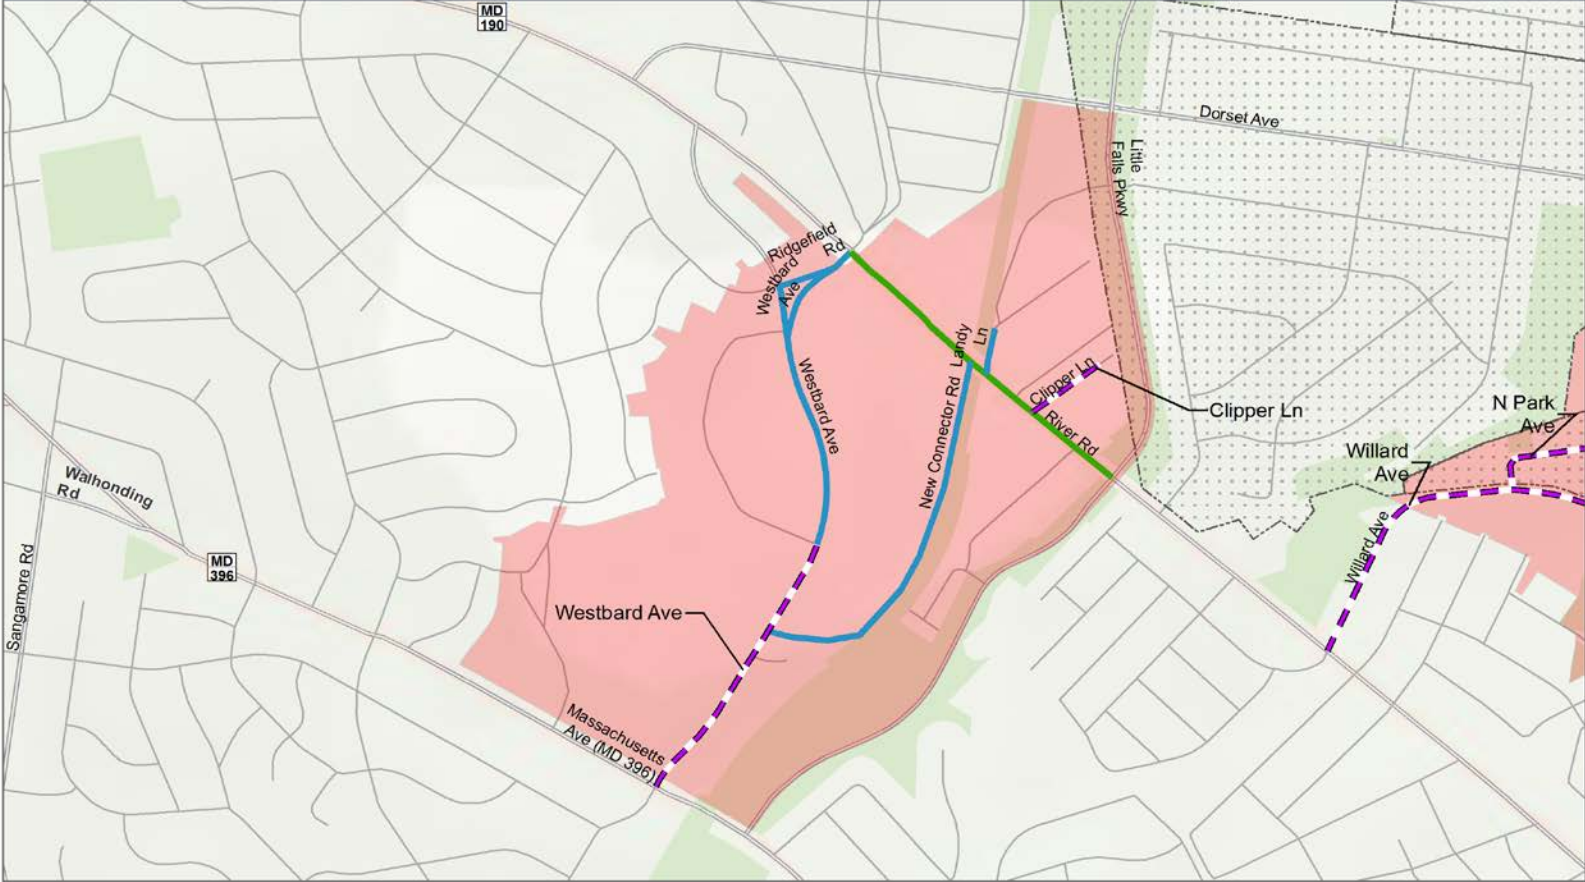 MD
190
Dorset Ave
Little
Falls Pkwy
Ridgefield
Rd
Westbard
Ave
Landy
Ln
Westbard Ave
New Connector Rd
Clipper Ln
Clipper Ln
River Rd
N Park
Ave
Willard
Ave
Willard Ave
Walhonding
Rd
MD
396
Sangamore Rd
Westbard Ave
Massachusetts
Ave (MD 396)